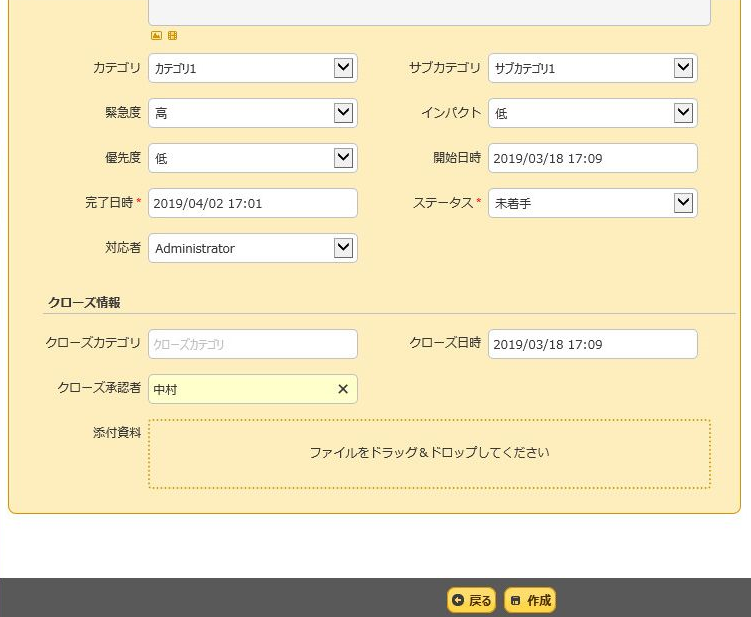 カテゴリ カテゴリ1 サブカテゴリ サブカテゴリ1
緊急度 高 インパクト 低
優先度 低 開始日時 2019/03/18 17:09
完了日時* 2019/04/02 17:01 ステータス* 未着手
対応者 Administrator
クローズ情報
クローズカテゴリ クローズカテゴリ クローズ日時 2019/03/18 17:09
クローズ承認者 中村
添付資料 ファイルをドラッグ&ドロップしてください
戻る 作成